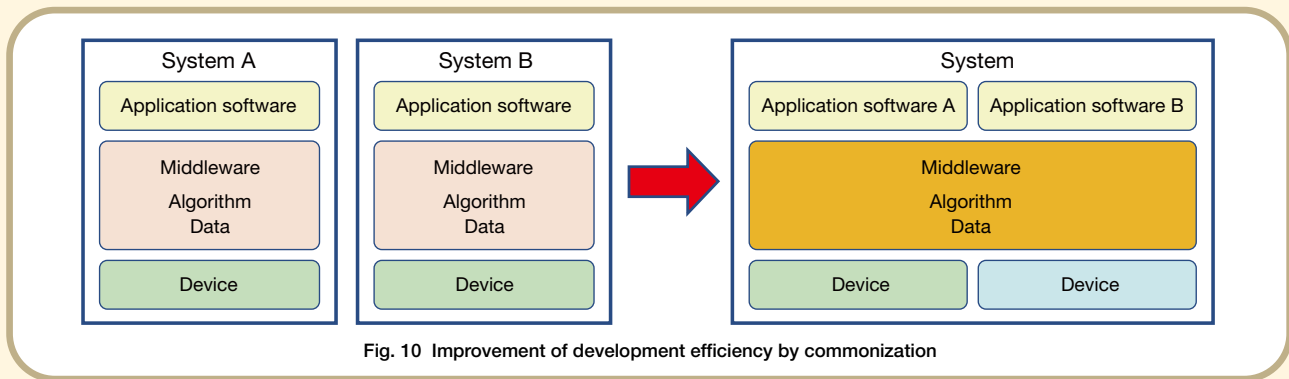 System A
Application software
Middleware
Algorithm
Data
Device
System B
Application software
Middleware
Algorithm
Data
Device
System
Application software A
Application software B
Middleware
Algorithm
Data
Device
Device
Fig. 10 Improvement of development efficiency by commonization